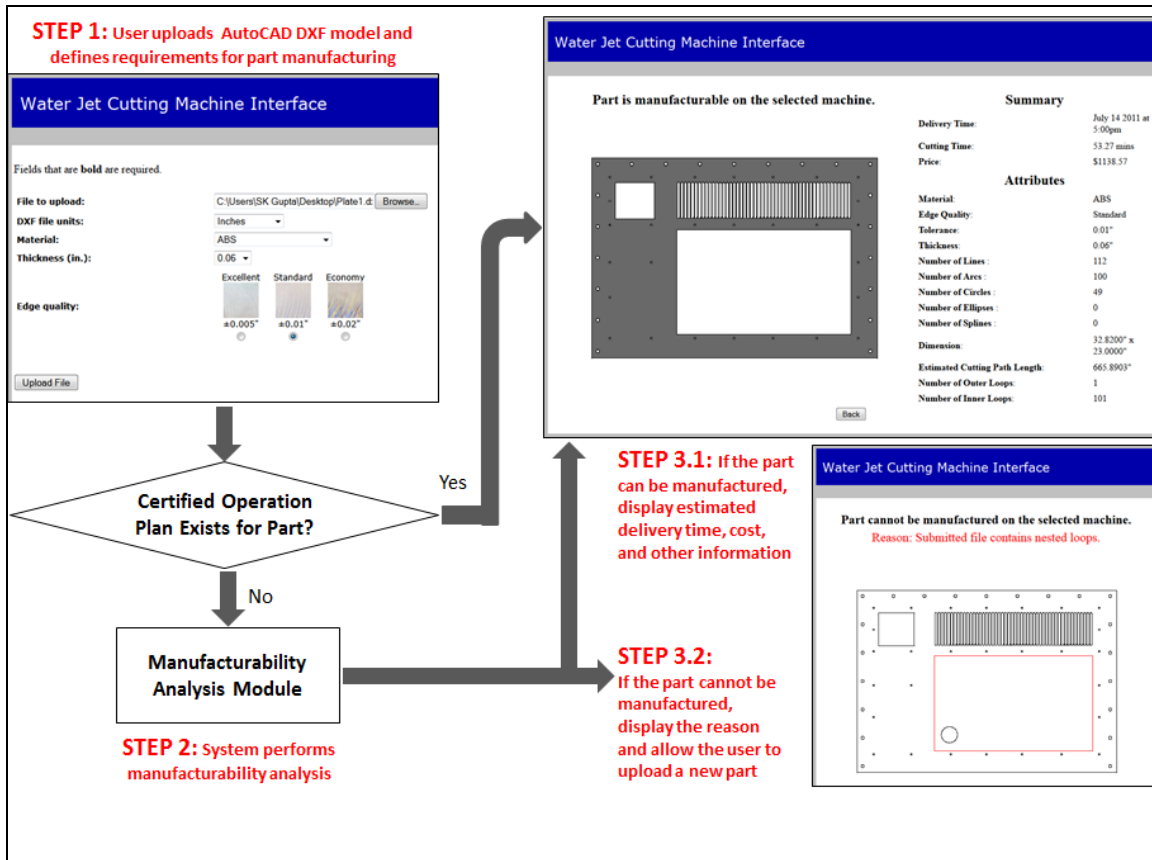 STEP 1: User uploads AutoCAD DXF model and
defines requirements for part manufacturing
Water Jet Cutting Machine Interface
Fields that are bold are required.
File to upload: C:\Users\SK Gupta\Desktop\Plate1.d: Browse...
DXF file units: Inches
Material: ABS
Thickness (in.): 0.06
Excellent Standard Economy
Edge quality:
±0.005" ±0.01" ±0.02"
Upload File
Certified Operation
Plan Exists for Part?
Yes
No
Manufacturability
Analysis Module
STEP 2: System performs
manufacturability analysis
Water Jet Cutting Machine Interface
Part is manufacturable on the selected machine.
Summary
Delivery Time: July 14 2011 at
5:00pm
Cutting Time: 53.27 mins
Price: $1138.57
Attributes
Material: ABS
Edge Quality: Standard
Tolerance: 0.01"
Thickness: 0.06"
Number of Lines : 112
Number of Arcs : 100
Number of Circles : 49
Number of Ellipses : 0
Number of Splines : 0
Dimension: 32.8200" x
23.0000"
Estimated Cutting Path Length: 665.8903"
Number of Outer Loops: 1
Number of Inner Loops: 101
Back
STEP 3.1: If the part
can be manufactured,
display estimated
delivery time, cost,
and other information
STEP 3.2:
If the part cannot be
manufactured,
display the reason
and allow the user to
upload a new part
Water Jet Cutting Machine Interface
Part cannot be manufactured on the selected machine.
Reason: Submitted file contains nested loops.